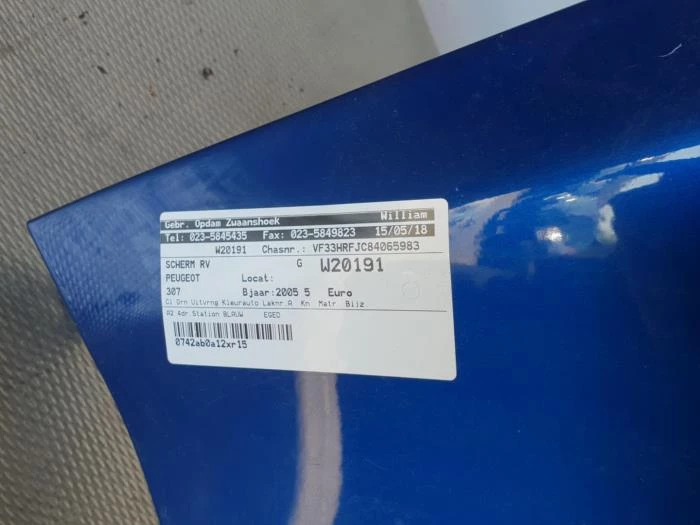 Gebr. Opdam Zwaanshoek William
Tel: 023-5845435 Fax: 023-5849823 15/05/18
W20191 Chasnr.: VF33HRFJC84065983
SCHERM RV G W20191
PEUGEOT Locat:
307 Bjaar:2005 5 Euro
Cl Drn Uitvrng Kleurauto Laknr.A Kn Matr Bljz
A2 4dr Station BLAUW EGED
0742ab0a12xr15